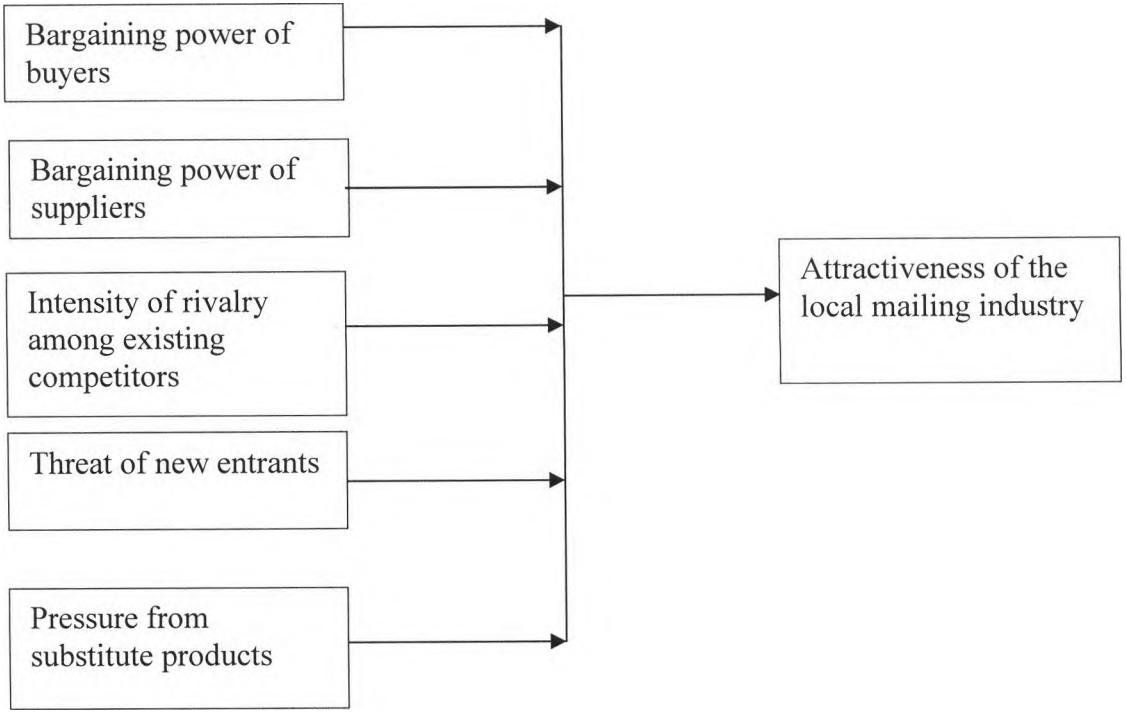 Bargaining power of
buyers
Bargaining power of
suppliers
Intensity of rivalry
among existing
competitors
Threat of new entrants
Pressure from
substitute products
Attractiveness of the
local mailing industry